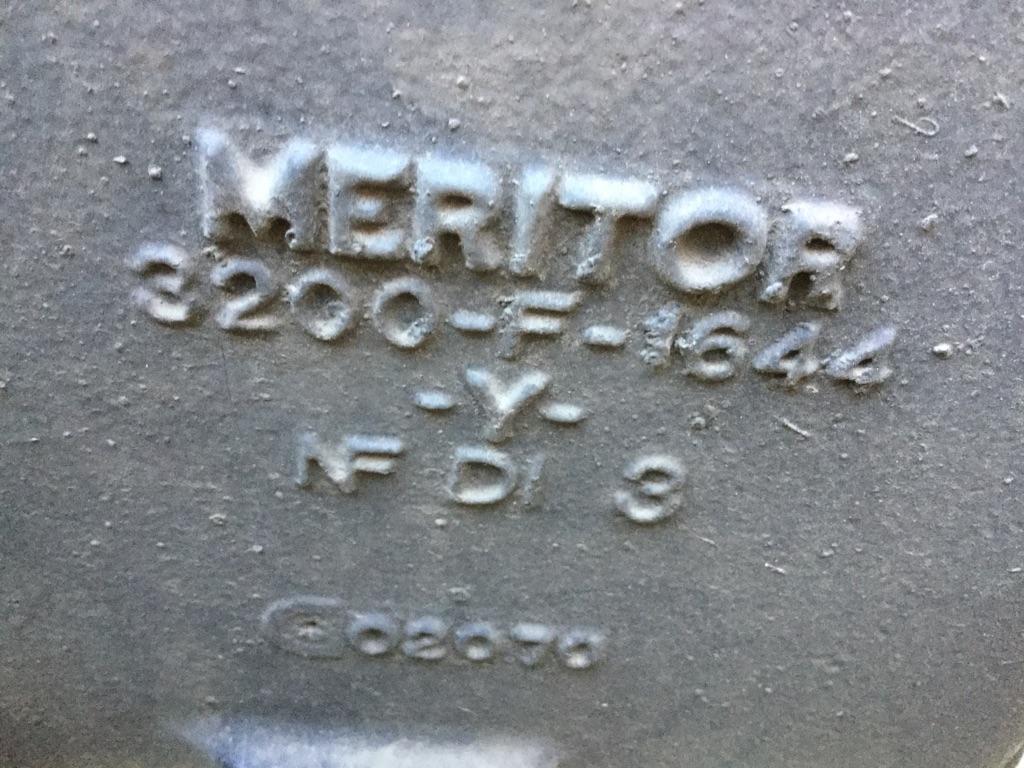 MERITOR
3200-F-1644
-Y-
NF DI 3
02070